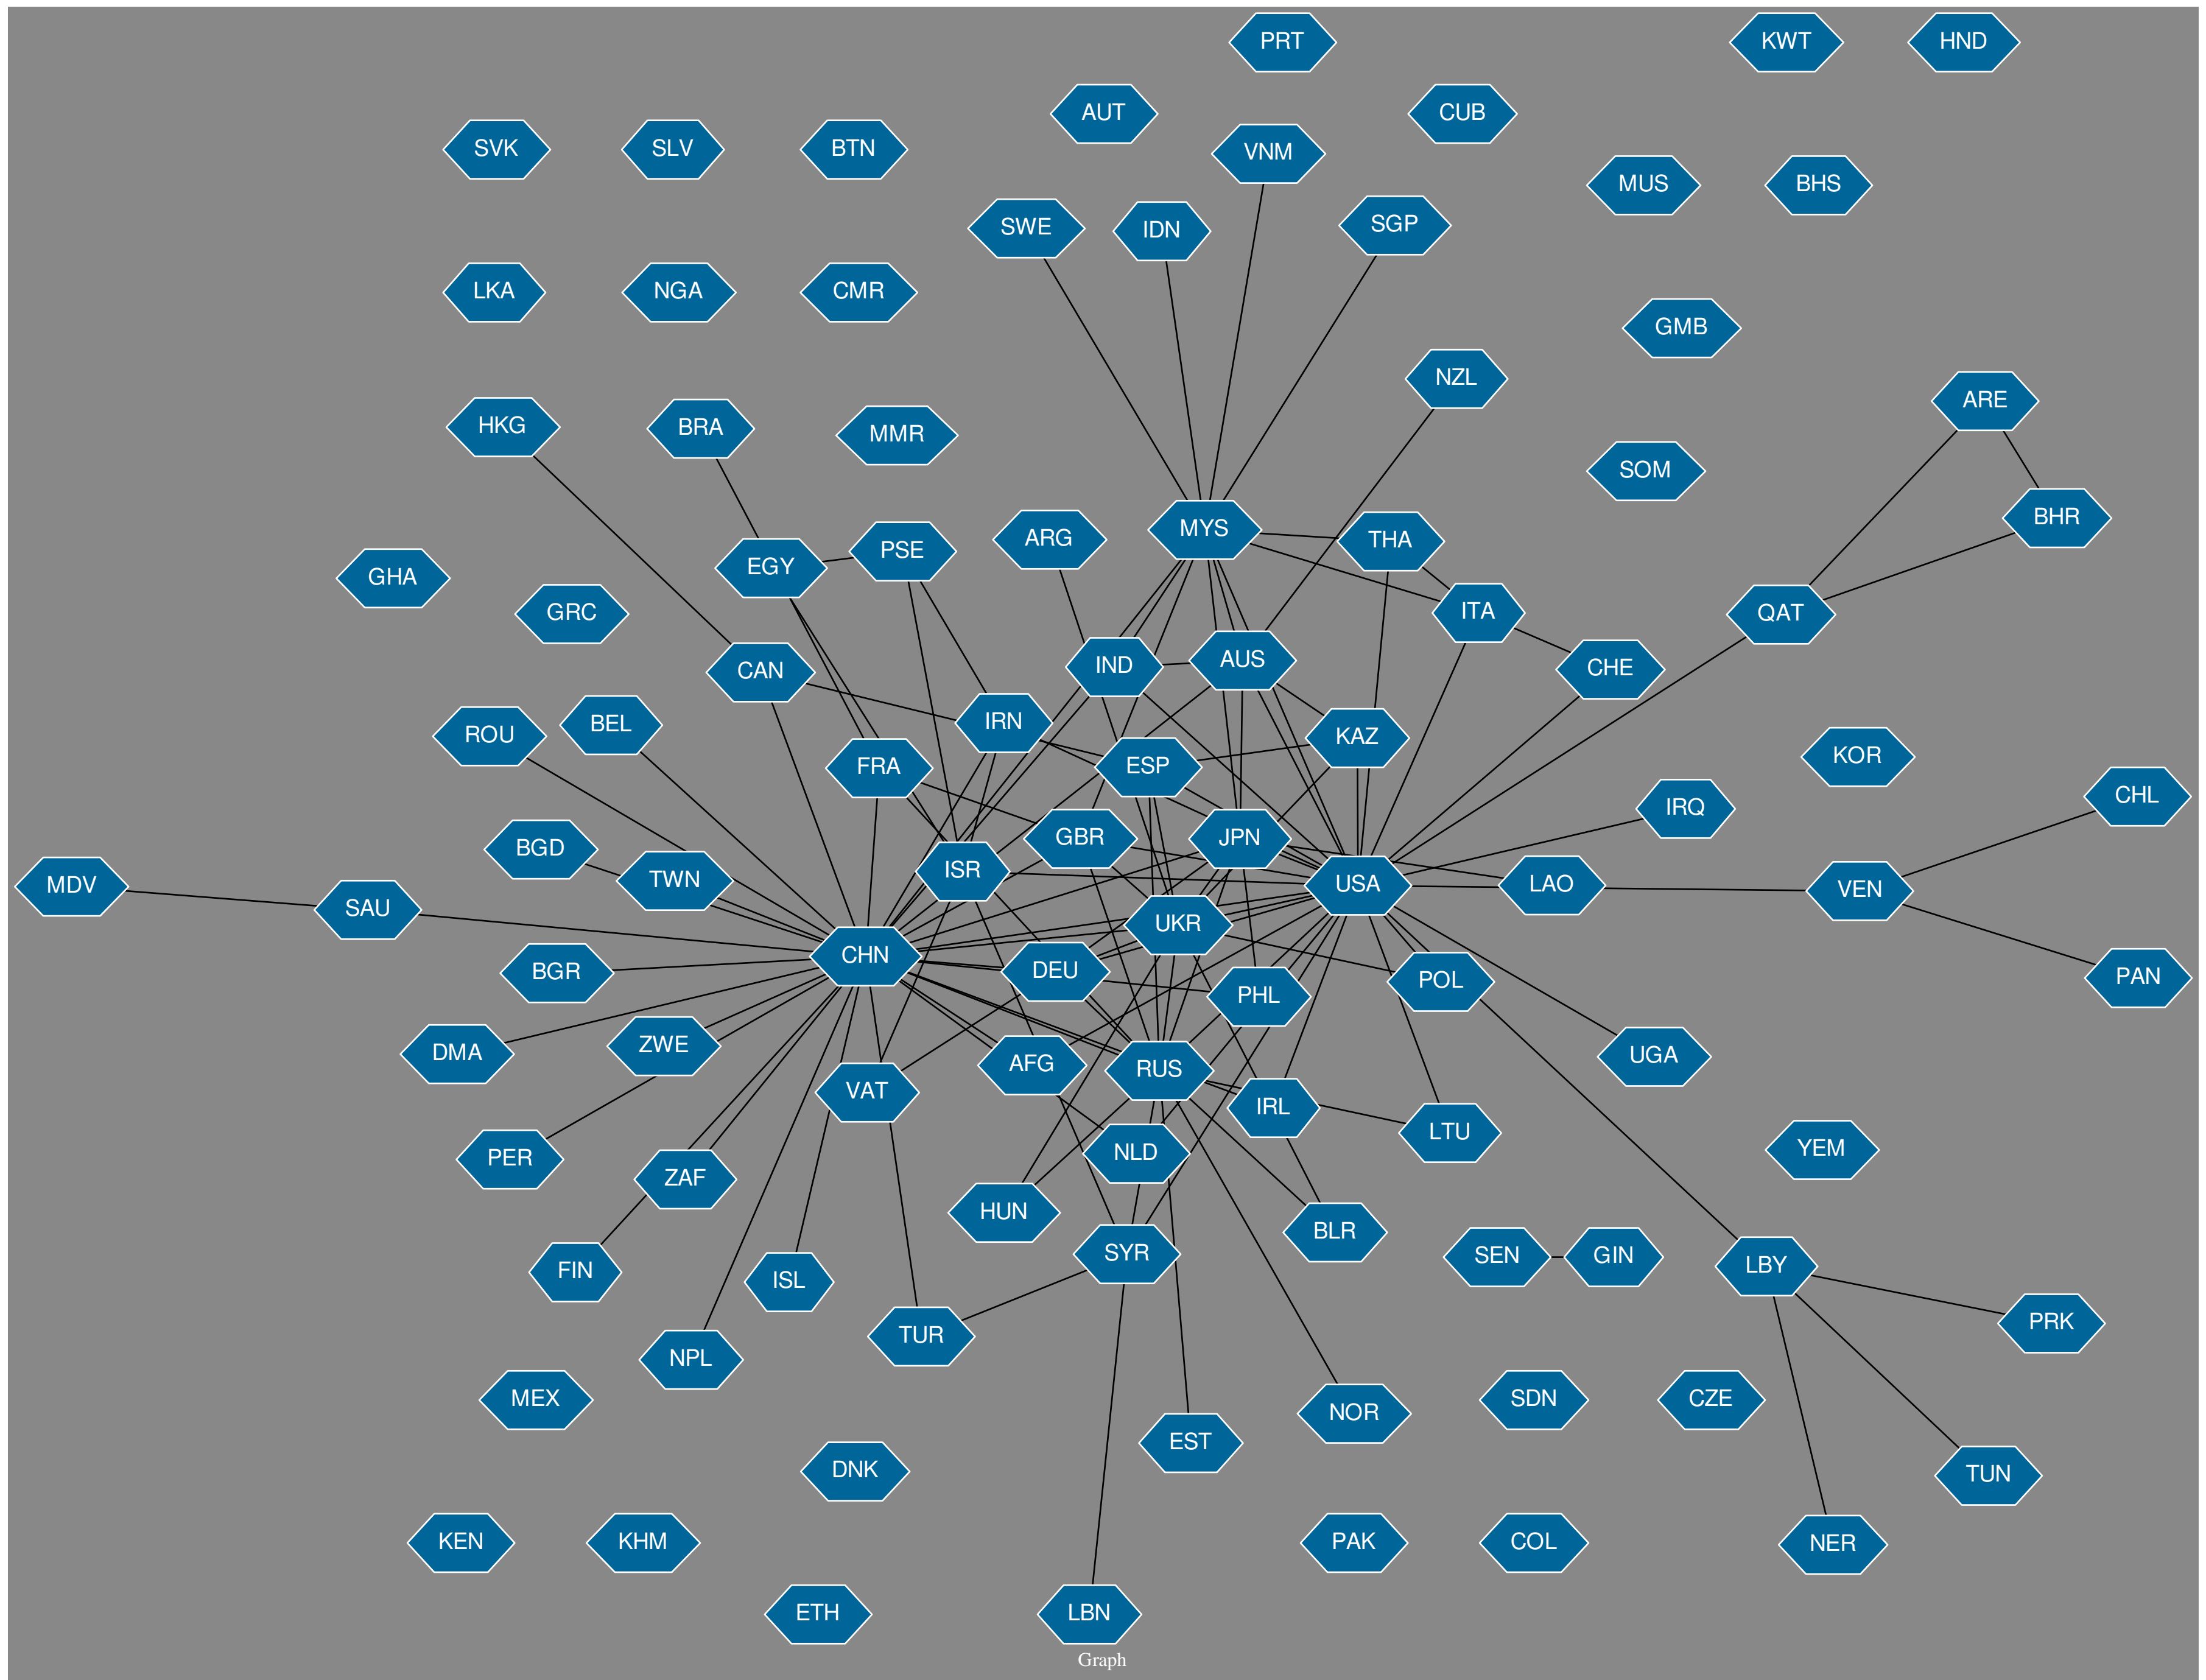 PRT
KWT
HND
AUT
CUB
SVK
SLV
BTN
VNM
MUS
BHS
SWE
IDN
SGP
LKA
NGA
CMR
GMB
NZL
ARE
HKG
BRA
MMR
SOM
BHR
MYS
ARG
THA
PSE
EGY
GHA
GRC
ITA
QAT
CAN
IND
AUS
CHE
ROU
BEL
IRN
KAZ
FRA
ESP
KOR
CHL
IRQ
BGD
GBR
JPN
MDV
TWN
ISR
USA
LAO
VEN
SAU
UKR
CHN
BGR
DEU
POL
PAN
PHL
DMA
ZWE
AFG
RUS
UGA
VAT
IRL
LTU
PER
ZAF
NLD
YEM
HUN
BLR
SYR
SEN
GIN
LBY
FIN
ISL
TUR
PRK
NPL
MEX
NOR
SDN
CZE
EST
DNK
TUN
KEN
KHM
PAK
COL
NER
ETH
LBN
Graph